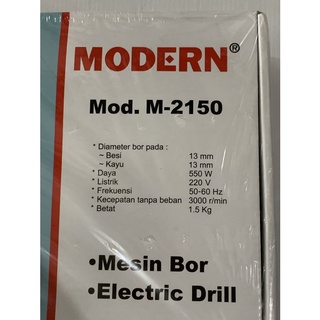 MODERN®
Mod. M-2150
* Diameter bor pada :
– Besi 13 mm
– Kayu 13 mm
* Daya 550 W
* Listrik 220 V
* Frekuensi 50-60 Hz
* Kecepatan tanpa beban 3000 r/min
* Betat 1.5 Kg
•Mesin Bor
•Electric Drill